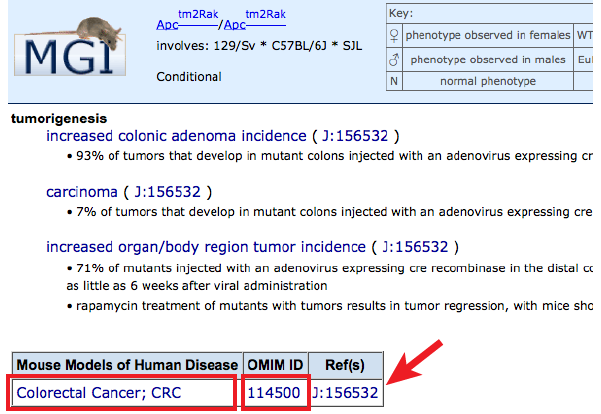 MGI
Apc tm2Rak/Apc tm2Rak
involves: 129/Sv * C57BL/6J * SJL
Conditional
Key:
♀ phenotype observed in females WT
♂ phenotype observed in males
N normal phenotype
tumorigenesis
increased colonic adenoma incidence ( J:156532 )
• 93% of tumors that develop in mutant colons injected with an adenovirus expressing cre
carcinoma ( J:156532 )
• 7% of tumors that develop in mutant colons injected with an adenovirus expressing cre
increased organ/body region tumor incidence ( J:156532 )
• 71% of mutants injected with an adenovirus expressing cre recombinase in the distal
as little as 6 weeks after viral administration
• rapamycin treatment of mutants with tumors results in tumor regression, with mice
Mouse Models of Human Disease OMIM ID Ref(s)
Colorectal Cancer; CRC 114500 J:156532